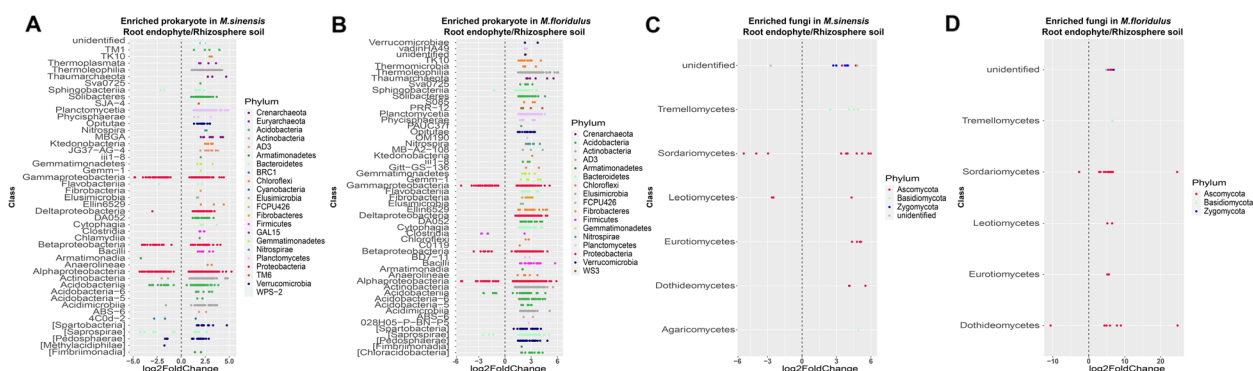 A
Enriched prokaryote in M.sinensis
Root endophyte/Rhizosphere soil
unidentified
TM1
TK10
Thermoplasmata
Thermoleophilia
Thaumarchaeota
Sva0725
Sphingobacteriia
Solibacteres
SJA-4
Planctomycetia
Phycisphaerae
Opitutae
Nitrospira
MBGA
Ktedonobacteria
JG37-AG-4
iii1-8
Gemmatimonadetes
Gemm-1
Gammaproteobacteria
Flavobacteriia
Fibrobacteria
Elusimicrobia
Ellin6529
Deltaproteobacteria
DA052
Cytophagia
Clostridia
Chlamydiia
Betaproteobacteria
Bacilli
Armatimonadia
Anaerolineae
Alphaproteobacteria
Actinobacteria
Acidobacteriia
Acidobacteria-6
Acidobacteria-5
Acidimicrobiia
ABS-6
4C0d-2
[Spartobacteria]
[Saprospirae]
[Pedosphaerae]
[Methylacidiphilae]
[Fimbriimonadia]
Class
-5.0
-2.5
0.0
2.5
5.0
log2FoldChange
Phylum
Crenarchaeota
Euryarchaeota
Acidobacteria
Actinobacteria
AD3
Armatimonadetes
Bacteroidetes
BRC1
Chloroflexi
Cyanobacteria
Elusimicrobia
FCPU426
Fibrobacteres
Firmicutes
GAL15
Gemmatimonadetes
Nitrospirae
Planctomycetes
Proteobacteria
TM6
Verrucomicrobia
WPS-2
B
Enriched prokaryote in M.floridulus
Root endophyte/Rhizosphere soil
Verrucomicrobiae
vadinHA49
unidentified
TK10
Thermomicrobia
Thermoleophilia
Thaumarchaeota
Sva0725
Sphingobacteriia
Solibacteres
S085
PRR-12
Planctomycetia
Phycisphaerae
PAUC37f
Opitutae
OM190
Nitrospira
MB-A2-108
Ktedonobacteria
iii1-8
Gitt-GS-136
Gemmatimonadetes
Gemm-1
Gammaproteobacteria
Flavobacteriia
Fibrobacteria
Elusimicrobia
Ellin6529
Deltaproteobacteria
DA052
Cytophagia
Clostridia
Chloroflexi
C0119
Betaproteobacteria
BD7-11
Bacilli
Armatimonadia
Anaerolineae
Alphaproteobacteria
Actinobacteria
Acidobacteriia
Acidobacteria-6
Acidobacteria-5
Acidimicrobiia
ABS-6
028H05-P-BN-P5
[Spartobacteria]
[Saprospirae]
[Pedosphaerae]
[Fimbriimonadia]
[Chloracidobacteria]
Class
-6
-3
0
3
6
log2FoldChange
Phylum
Crenarchaeota
Acidobacteria
Actinobacteria
AD3
Armatimonadetes
Bacteroidetes
Chloroflexi
Elusimicrobia
FCPU426
Fibrobacteres
Firmicutes
Gemmatimonadetes
Nitrospirae
Planctomycetes
Proteobacteria
Verrucomicrobia
WS3
C
Enriched fungi in M.sinensis
Root endophyte/Rhizosphere soil
unidentified
Tremellomycetes
Sordariomycetes
Leotiomycetes
Eurotiomycetes
Dothideomycetes
Agaricomycetes
Class
-6
-3
0
3
6
log2FoldChange
Phylum
Ascomycota
Basidiomycota
Zygomycota
unidentified
D
Enriched fungi in M.floridulus
Root endophyte/Rhizosphere soil
unidentified
Tremellomycetes
Sordariomycetes
Leotiomycetes
Eurotiomycetes
Dothideomycetes
Class
-10
0
10
20
log2FoldChange
Phylum
Ascomycota
Basidiomycota
Zygomycota